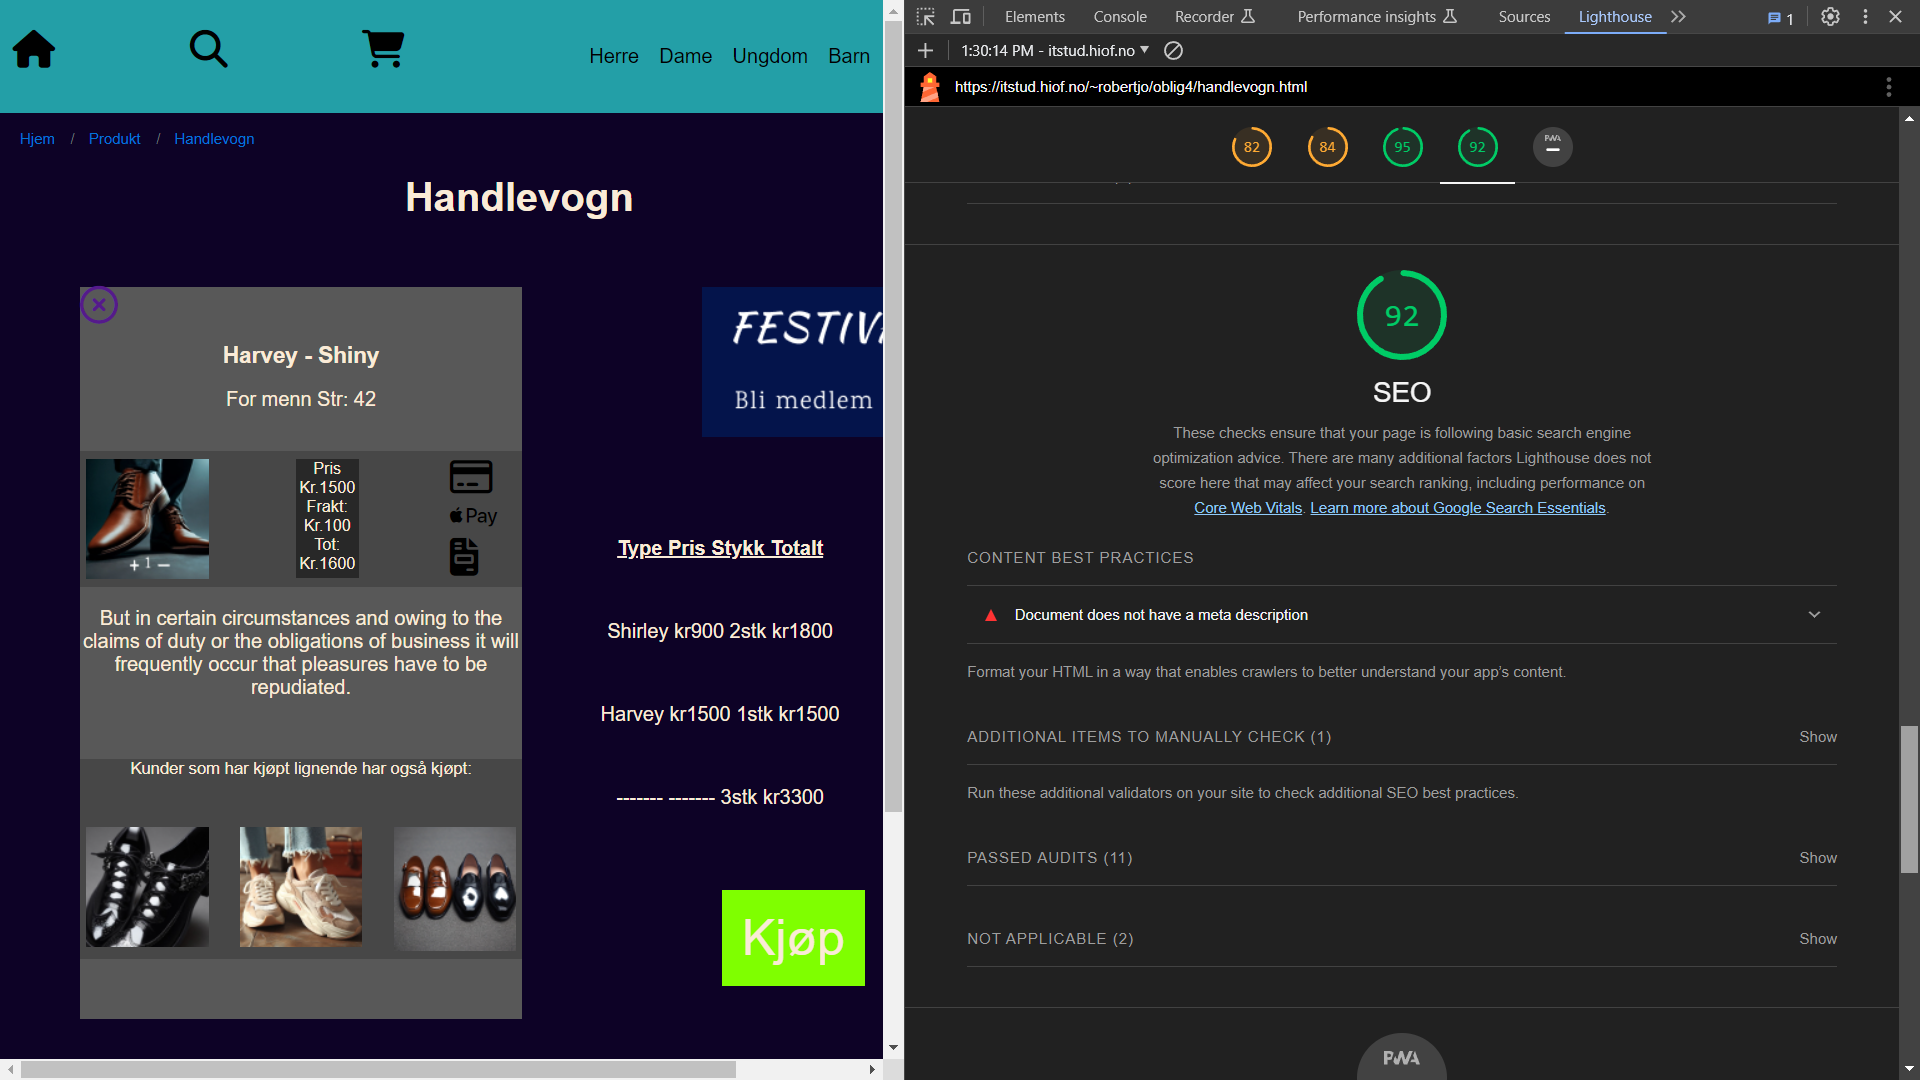 Herre Dame Ungdom Barn
Hjem / Produkt / Handlevogn
Handlevogn
Harvey - Shiny
For menn Str: 42
+ 1 −
Pris
Kr.1500
Frakt:
Kr.100
Tot:
Kr.1600
Pay
But in certain circumstances and owing to the
claims of duty or the obligations of business it will
frequently occur that pleasures have to be
repudiated.
Kunder som har kjøpt lignende har også kjøpt:
Bli medlem
Type Pris Stykk Totalt
Shirley kr900 2stk kr1800
Harvey kr1500 1stk kr1500
------- ------- 3stk kr3300
Kjøp
Elements Console Recorder Performance insights Sources Lighthouse 1
1:30:14 PM - itstud.hiof.no
https://itstud.hiof.no/~robertjo/oblig4/handlevogn.html
82 84 95 92 PWA
92
SEO
These checks ensure that your page is following basic search engine
optimization advice. There are many additional factors Lighthouse does not
score here that may affect your search ranking, including performance on
Core Web Vitals. Learn more about Google Search Essentials.
CONTENT BEST PRACTICES
Document does not have a meta description
Format your HTML in a way that enables crawlers to better understand your app’s content.
ADDITIONAL ITEMS TO MANUALLY CHECK (1) Show
Run these additional validators on your site to check additional SEO best practices.
PASSED AUDITS (11) Show
NOT APPLICABLE (2) Show
PWA